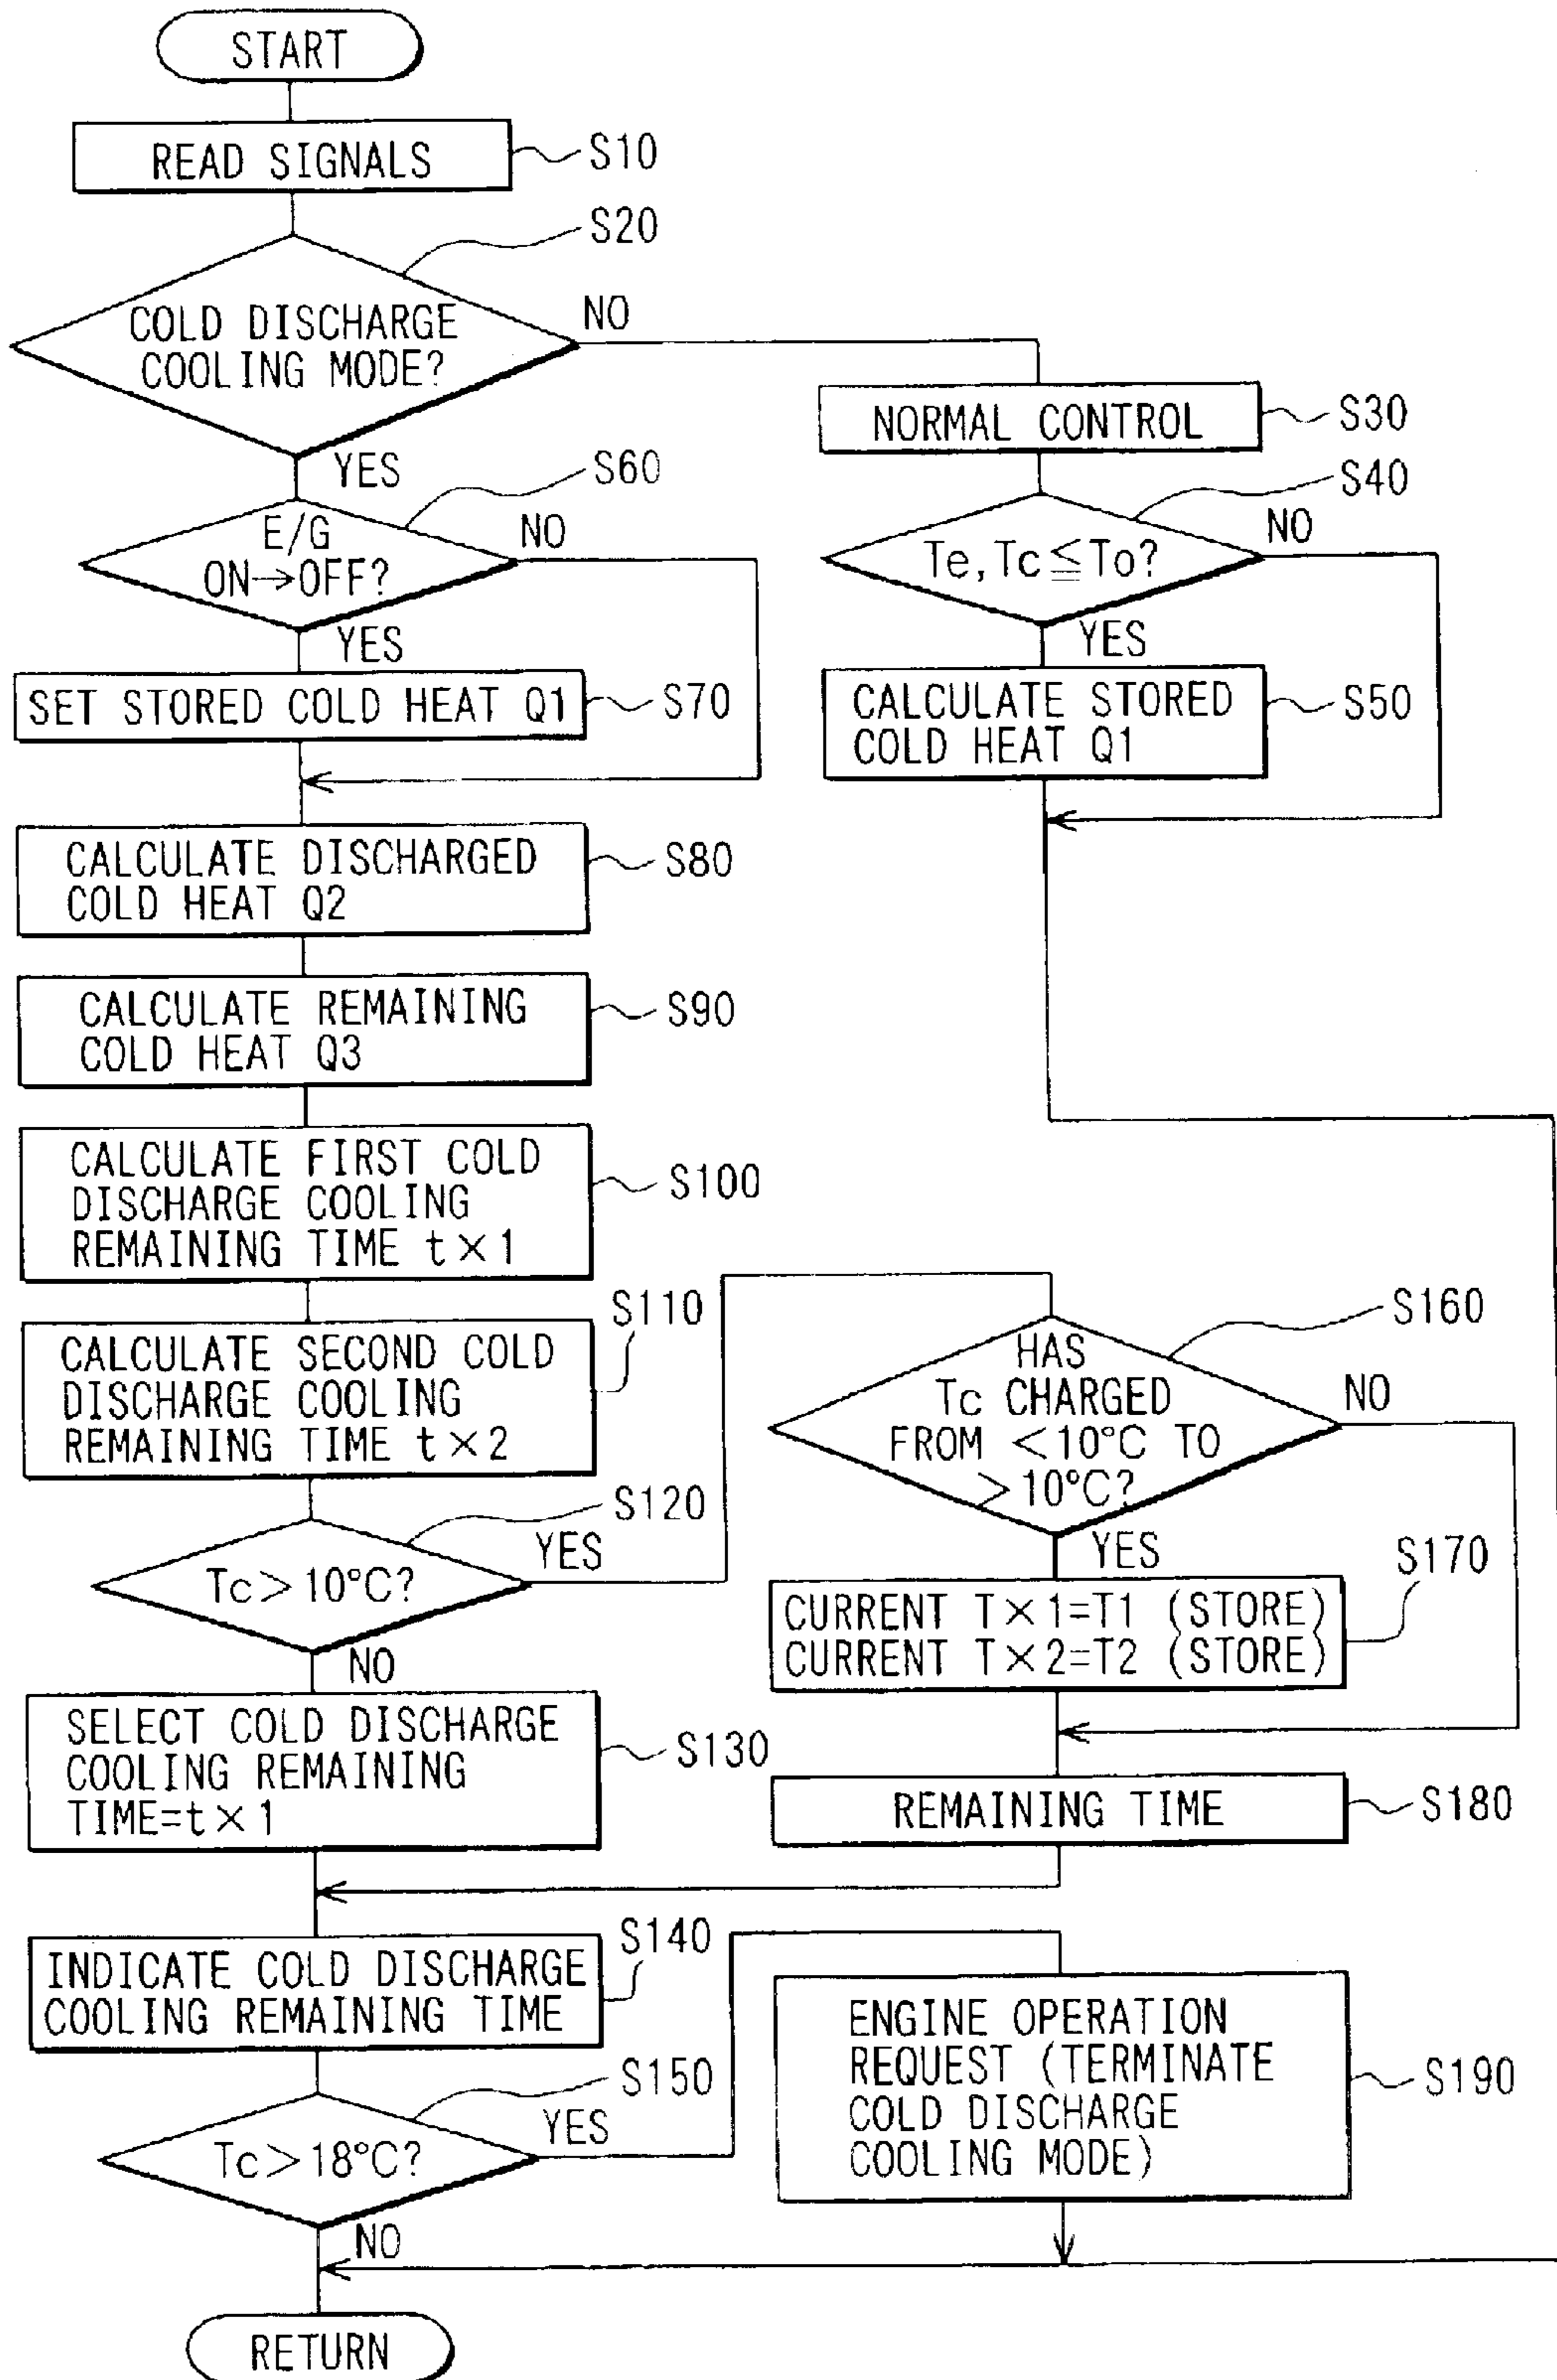 START
READ SIGNALS
S10
S20
COLD DISCHARGE
COOLING MODE?
NO
YES
NORMAL CONTROL
S30
S40
Te, Tc ≦ To?
NO
YES
CALCULATE STORED
COLD HEAT Q1
S50
S60
E/G
ON→OFF?
NO
YES
SET STORED COLD HEAT Q1
S70
CALCULATE DISCHARGED
COLD HEAT Q2
S80
CALCULATE REMAINING
COLD HEAT Q3
S90
CALCULATE FIRST COLD
DISCHARGE COOLING
REMAINING TIME t×1
S100
CALCULATE SECOND COLD
DISCHARGE COOLING
REMAINING TIME t×2
S110
S120
Tc > 10°C?
YES
NO
SELECT COLD DISCHARGE
COOLING REMAINING
TIME=t×1
S130
S160
HAS
Tc CHARGED
FROM <10°C TO
>10°C?
NO
YES
S170
CURRENT T×1=T1 (STORE)
CURRENT T×2=T2 (STORE)
REMAINING TIME
S180
INDICATE COLD DISCHARGE
COOLING REMAINING TIME
S140
S150
Tc > 18°C?
YES
NO
ENGINE OPERATION
REQUEST (TERMINATE
COLD DISCHARGE
COOLING MODE)
S190
RETURN